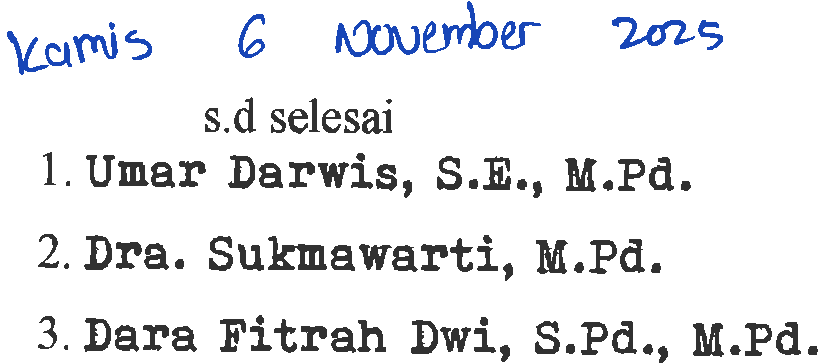 Kamis 6 November 2025
s.d selesai
1. Umar Darwis, S.E., M.Pd.
2. Dra. Sukmawarti, M.Pd.
3. Dara Fitrah Dwi, S.Pd., M.Pd.